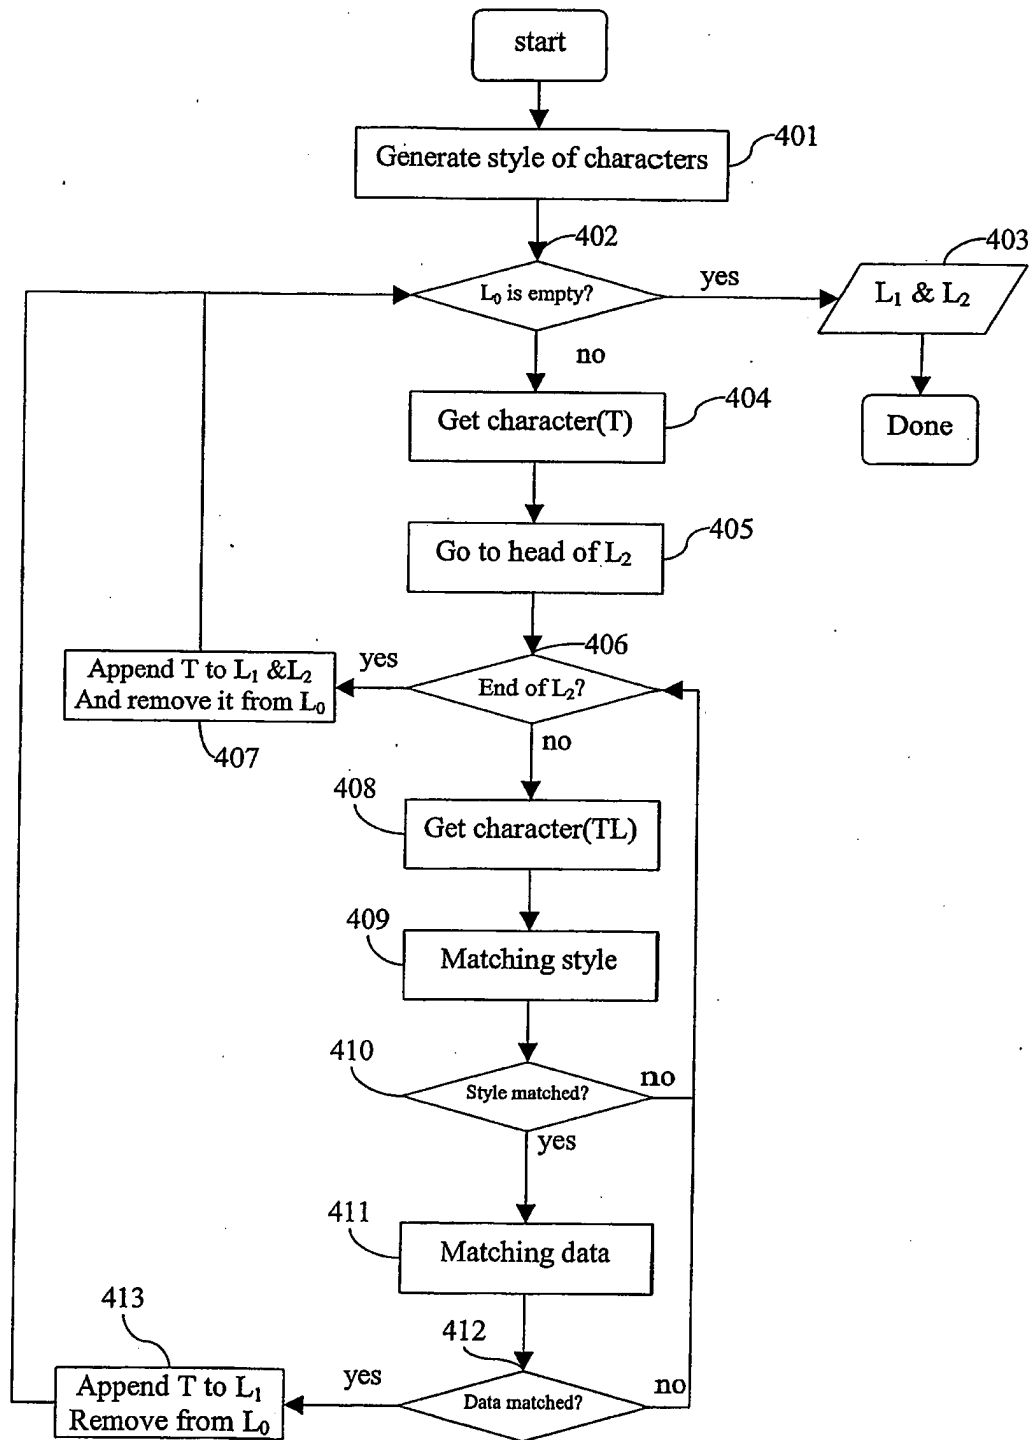 start
Generate style of characters
401
402
L₀ is empty?
yes
403
L₁ & L₂
no
Get character(T)
404
Done
Go to head of L₂
405
406
End of L₂?
yes
Append T to L₁ &L₂
And remove it from L₀
407
no
408
Get character(TL)
409
Matching style
410
Style matched?
no
yes
411
Matching data
413
412
Append T to L₁
Remove from L₀
yes
Data matched?
no